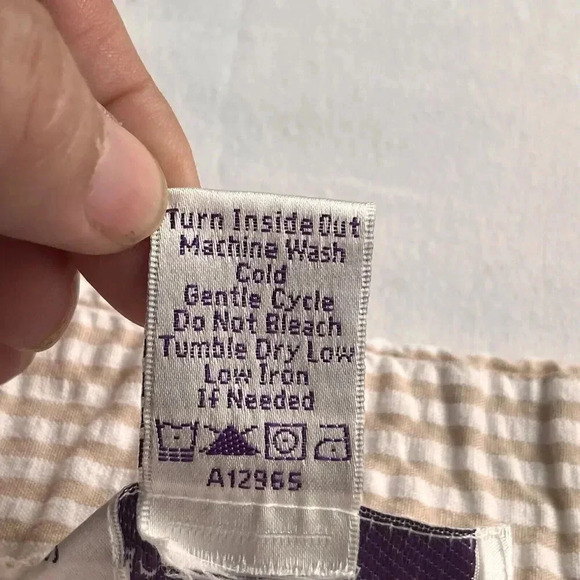 Turn Inside Out
Machine Wash
Cold
Gentle Cycle
Do Not Bleach
Tumble Dry Low
Low Iron
If Needed
A12965